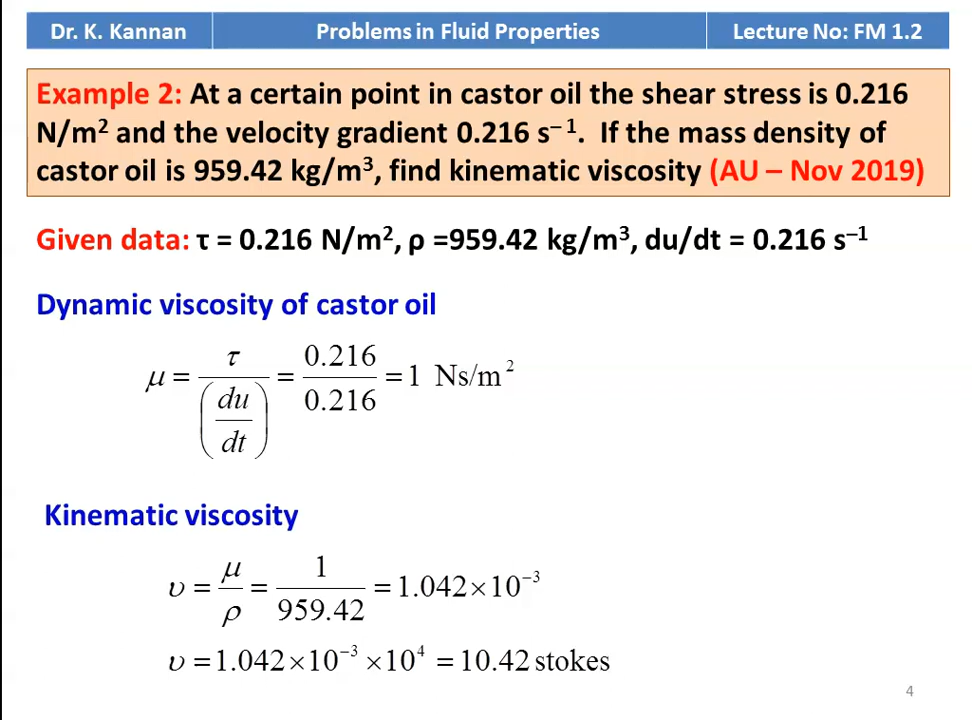 Dr. K. Kannan
Problems in Fluid Properties
Lecture No: FM 1.2
Example 2: At a certain point in castor oil the shear stress is 0.216
N/m² and the velocity gradient 0.216 s⁻¹. If the mass density of
castor oil is 959.42 kg/m³, find kinematic viscosity (AU – Nov 2019)
Given data: τ = 0.216 N/m², ρ =959.42 kg/m³, du/dt = 0.216 s⁻¹
Dynamic viscosity of castor oil
μ = τ / (du/dt) = 0.216 / 0.216 = 1 Ns/m²
Kinematic viscosity
υ = μ / ρ = 1 / 959.42 = 1.042×10⁻³
υ = 1.042×10⁻³ ×10⁴ = 10.42 stokes
4